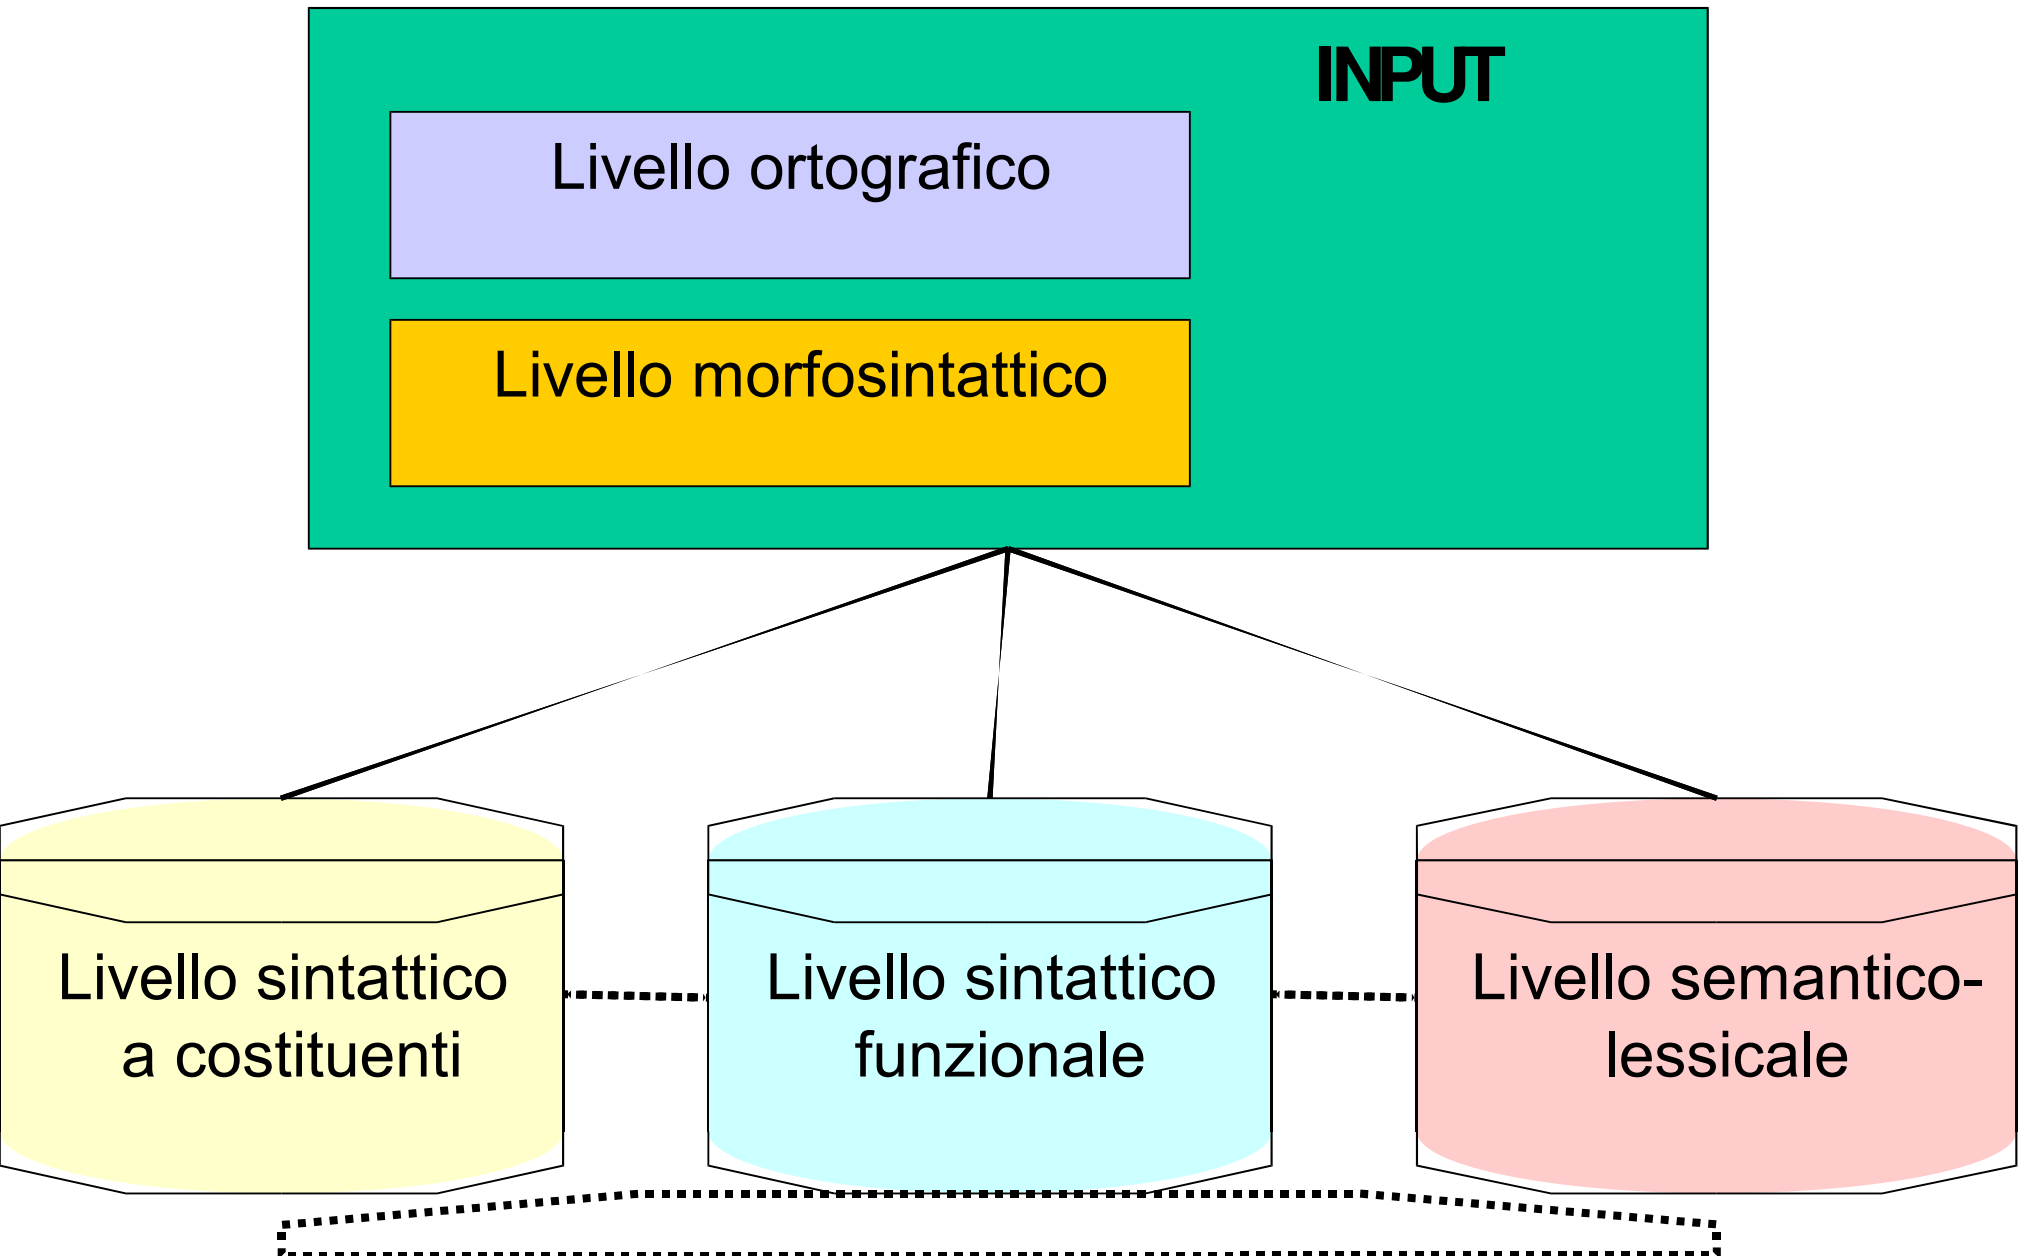 INPUT
Livello ortografico
Livello morfosintattico
Livello sintattico
a costituenti
Livello sintattico
funzionale
Livello semantico-
lessicale